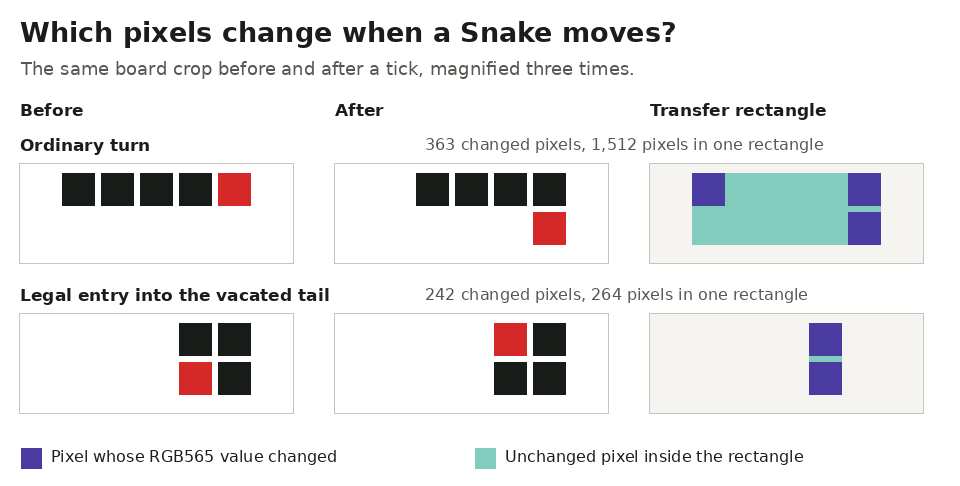 Which pixels change when a Snake moves?
The same board crop before and after a tick, magnified three times.
Before After Transfer rectangle
Ordinary turn 363 changed pixels, 1,512 pixels in one rectangle
Legal entry into the vacated tail 242 changed pixels, 264 pixels in one rectangle
Pixel whose RGB565 value changed Unchanged pixel inside the rectangle